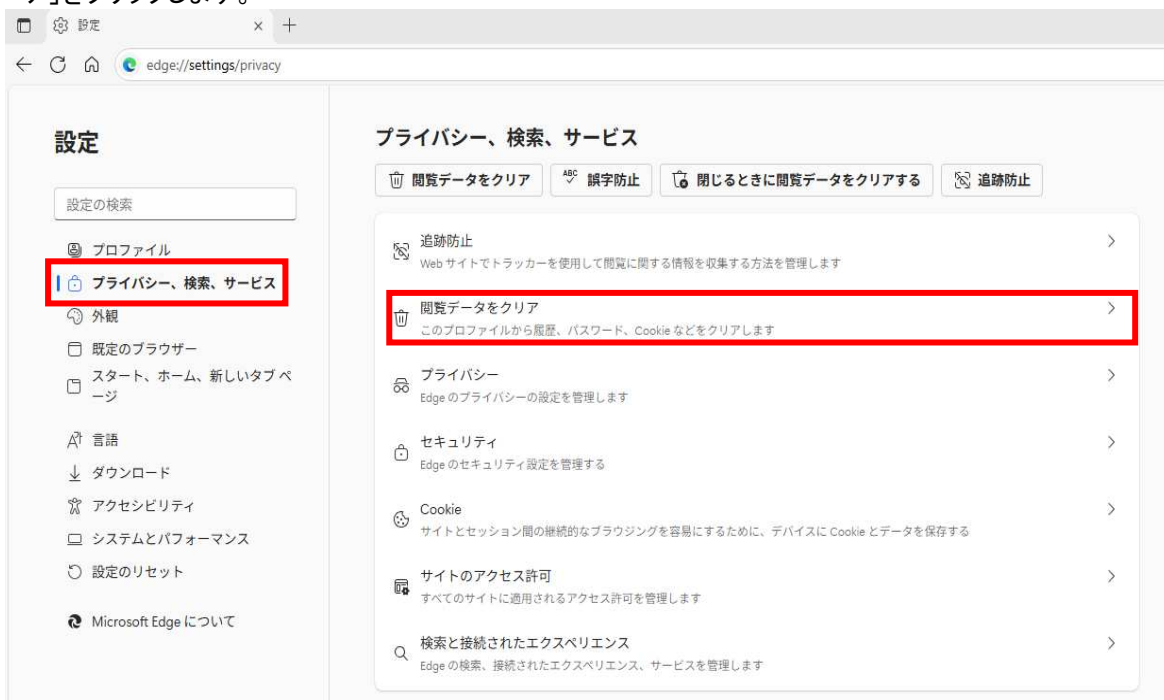 設定
edge://settings/privacy
設定
設定の検索
プロファイル
プライバシー、検索、サービス
外観
既定のブラウザー
スタート、ホーム、新しいタブ ペ
ージ
言語
ダウンロード
アクセシビリティ
システムとパフォーマンス
設定のリセット
Microsoft Edge について
プライバシー、検索、サービス
閲覧データをクリア
ABC 誤字防止
閉じるときに閲覧データをクリアする
追跡防止
追跡防止
Web サイトでトラッカーを使用して閲覧に関する情報を収集する方法を管理します
閲覧データをクリア
このプロファイルから履歴、パスワード、Cookie などをクリアします
プライバシー
Edge のプライバシーの設定を管理します
セキュリティ
Edge のセキュリティ設定を管理する
Cookie
サイトとセッション間の継続的なブラウジングを容易にするために、デバイスに Cookie とデータを保存する
サイトのアクセス許可
すべてのサイトに適用されるアクセス許可を管理します
検索と接続されたエクスペリエンス
Edge の検索、接続されたエクスペリエンス、サービスを管理します